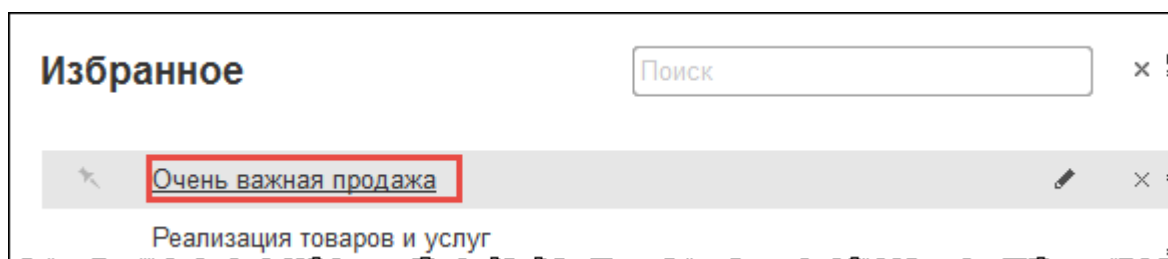 Избранное
Поиск
Очень важная продажа
Реализация товаров и услуг